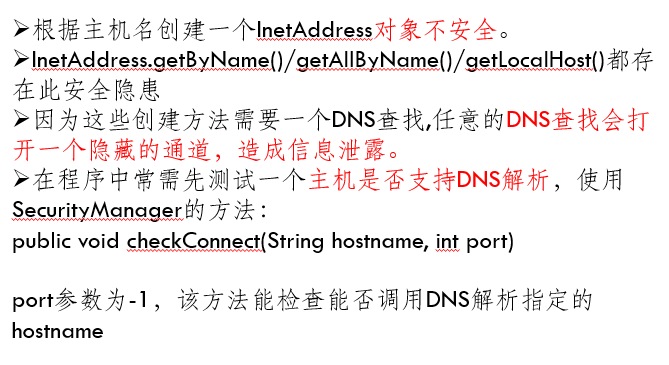 ➢根据主机名创建一个InetAddress对象不安全。
➢InetAddress.getByName()/getAllByName()/getLocalHost()都存
在此安全隐患
➢因为这些创建方法需要一个DNS查找,任意的DNS查找会打
开一个隐藏的通道，造成信息泄露。
➢在程序中常需先测试一个主机是否支持DNS解析，使用
SecurityManager的方法：
public void checkConnect(String hostname, int port)
port参数为-1，该方法能检查能否调用DNS解析指定的
hostname